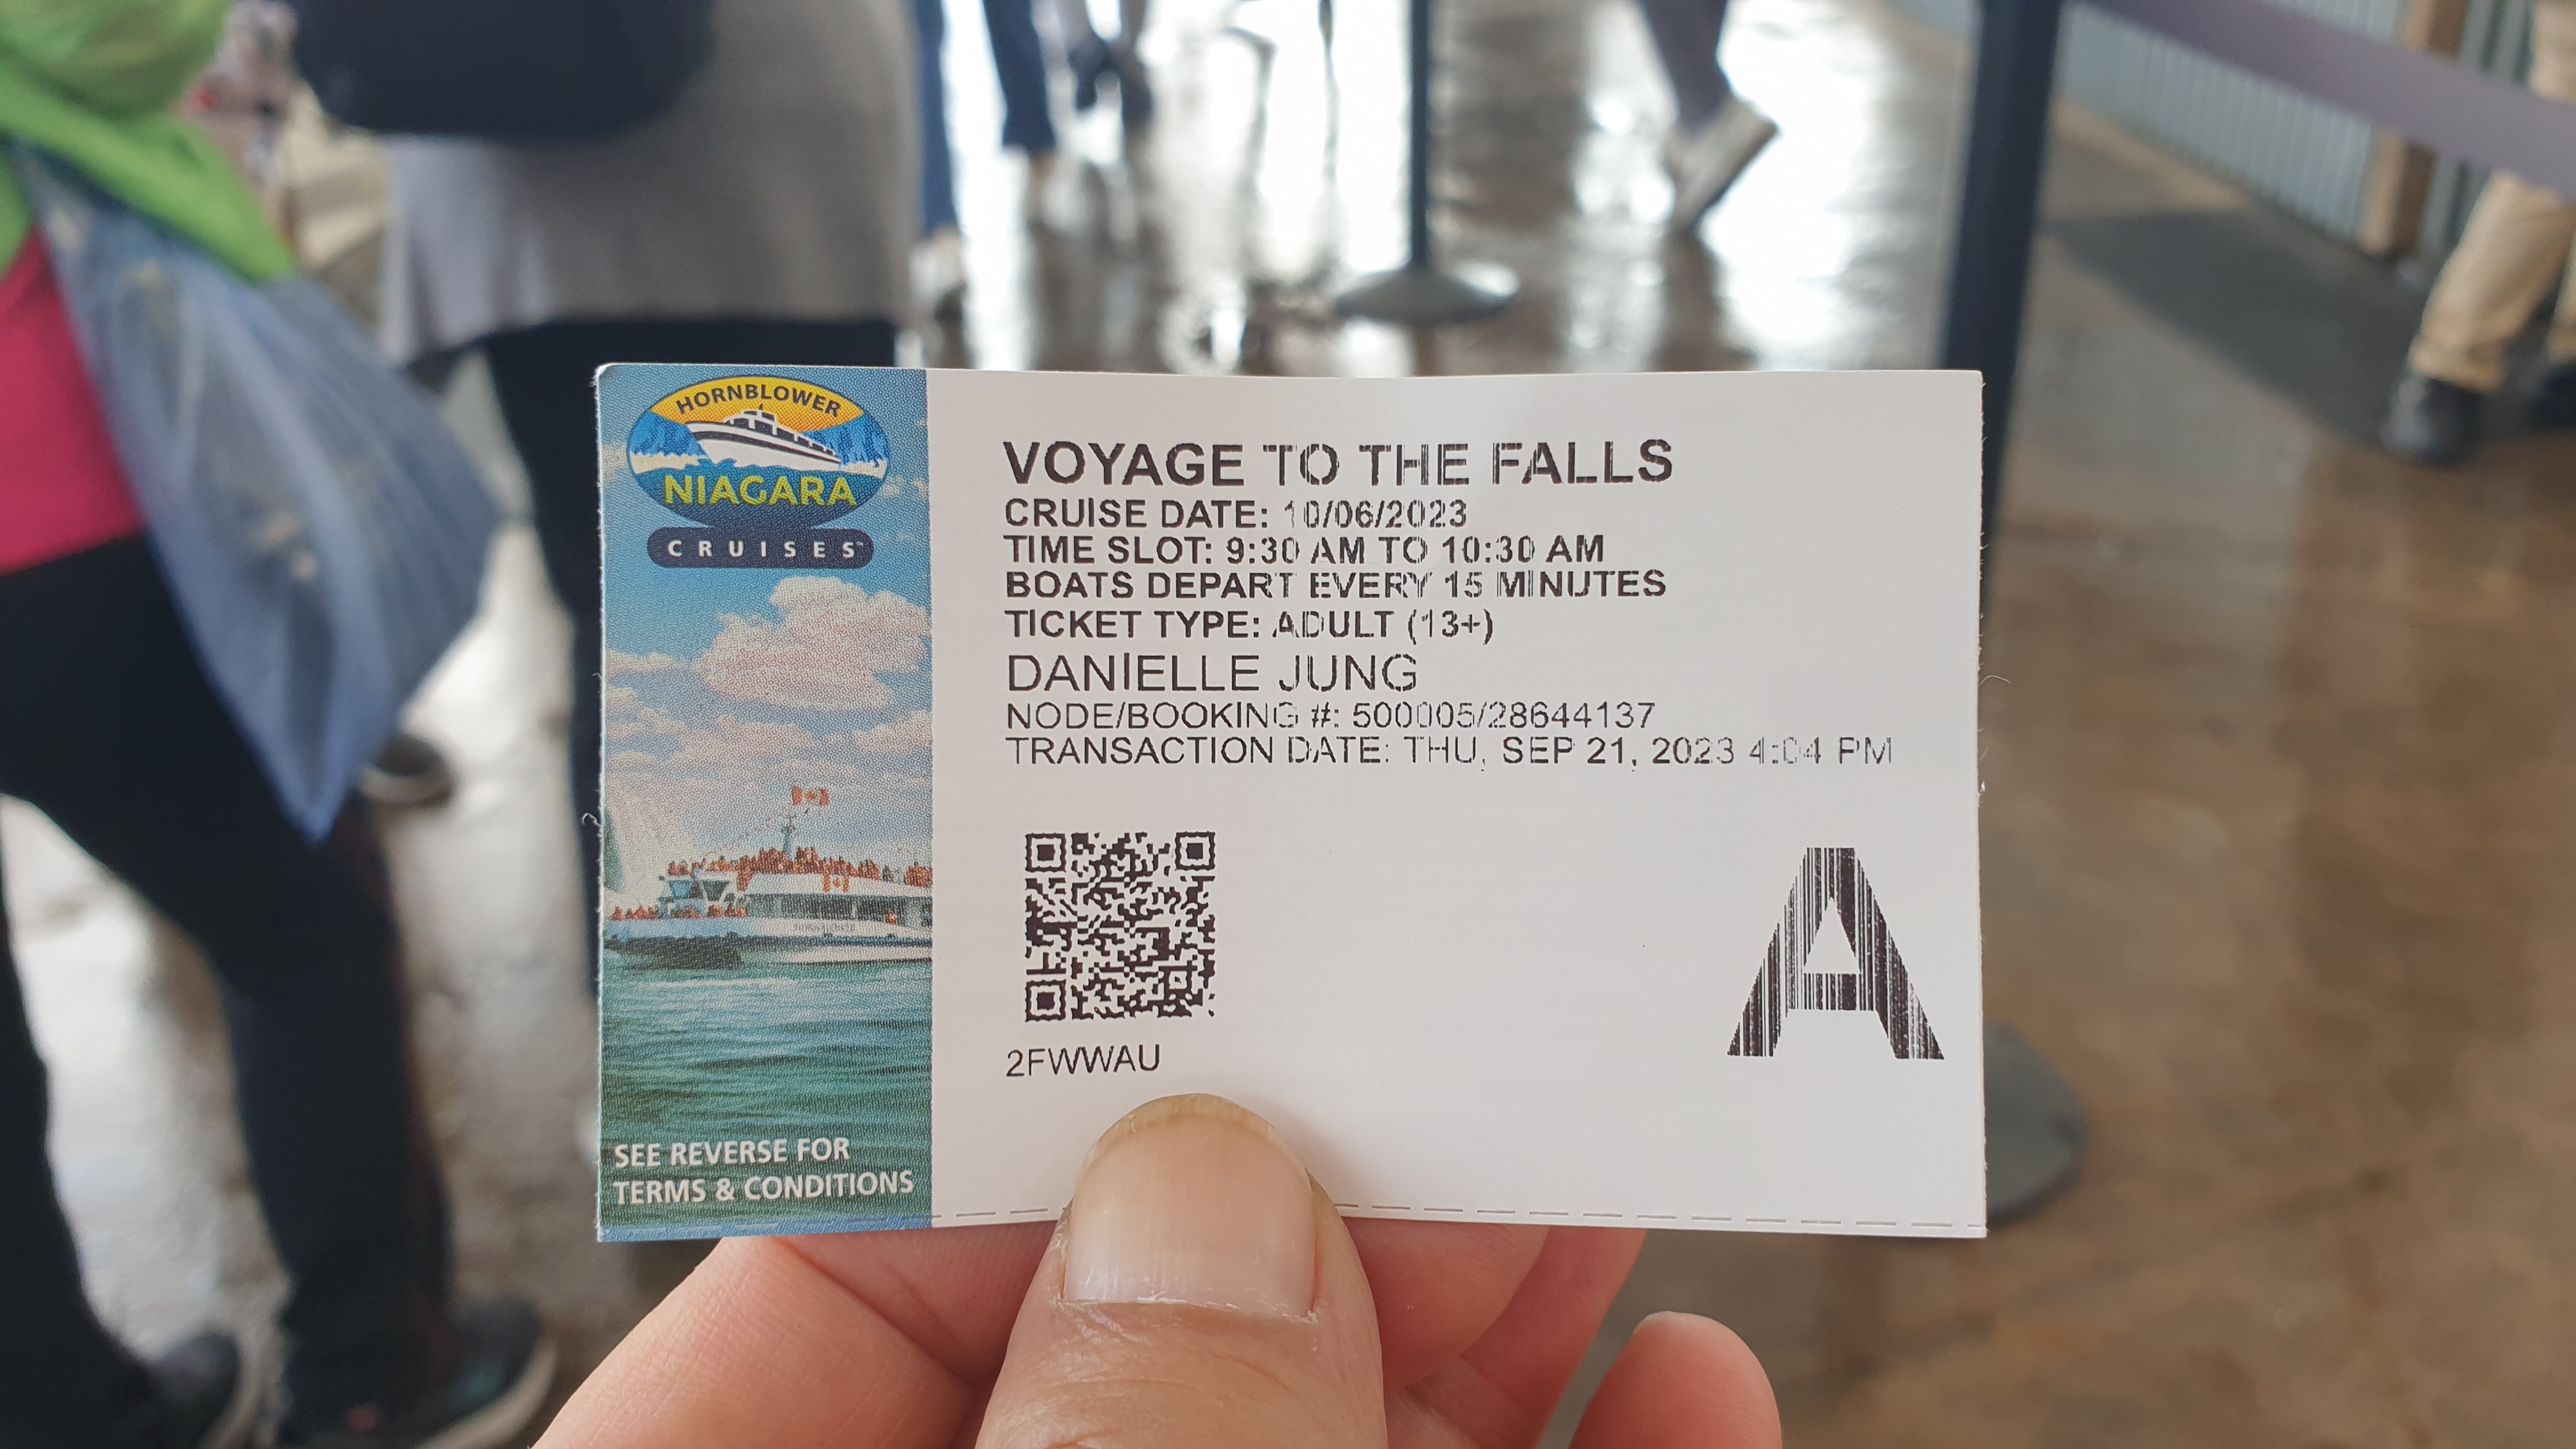 HORNBLOWER
NIAGARA
CRUISES™
SEE REVERSE FOR
TERMS & CONDITIONS
VOYAGE TO THE FALLS
CRUISE DATE: 10/06/2023
TIME SLOT: 9:30 AM TO 10:30 AM
BOATS DEPART EVERY 15 MINUTES
TICKET TYPE: ADULT (13+)
DANIELLE JUNG
NODE/BOOKING #: 500005/28644137
TRANSACTION DATE: THU, SEP 21, 2023 4:04 PM
2FWWAU
A